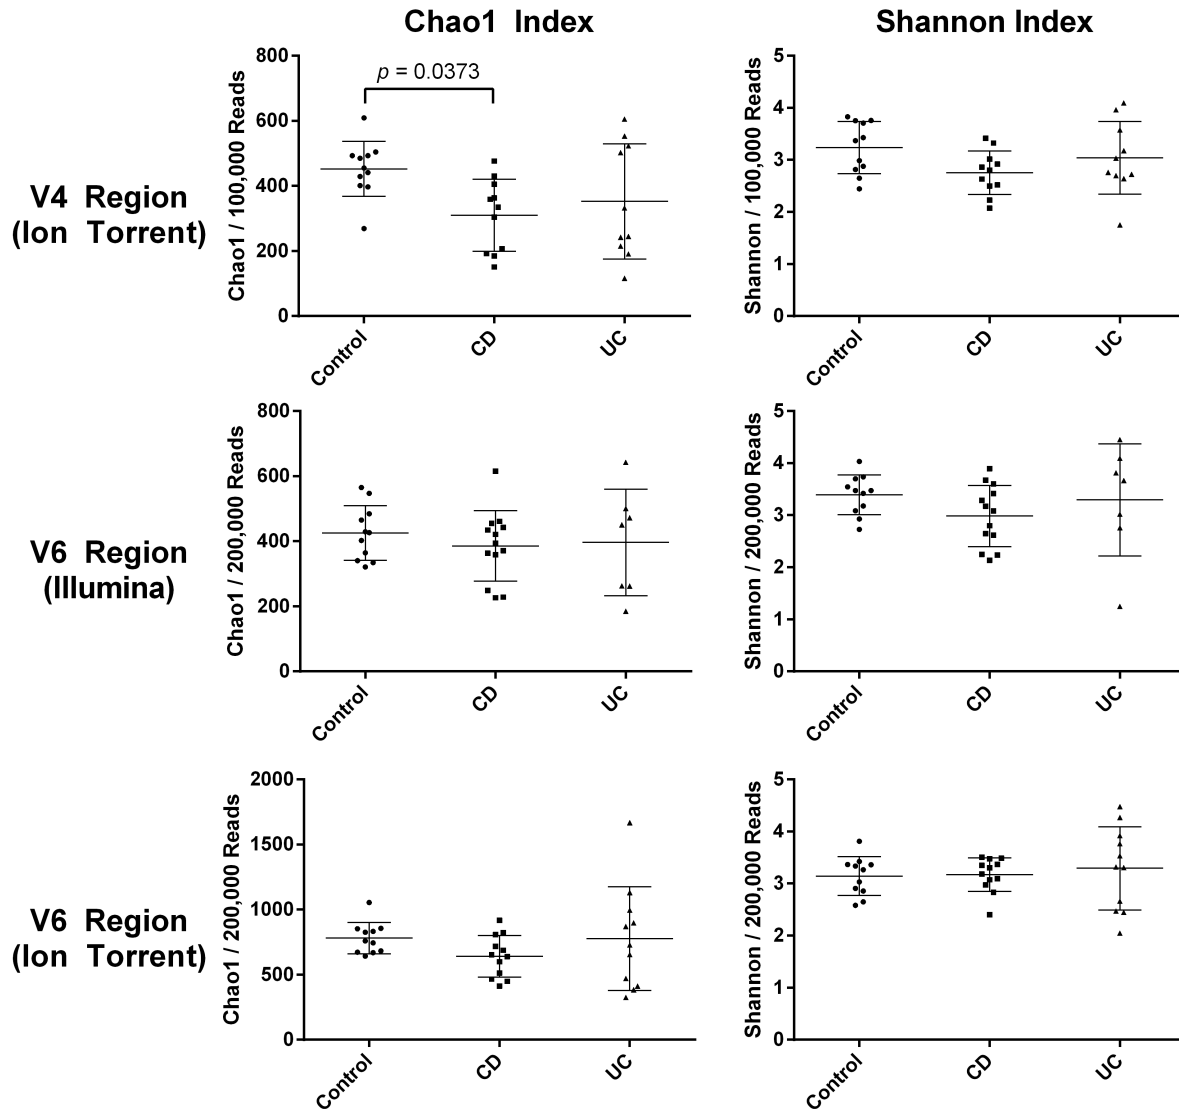 Chao1 Index
Shannon Index
V4 Region
(Ion Torrent)
Chao1 / 100,000 Reads
800
600
400
200
0
p = 0.0373
Control
CD
UC
Shannon / 100,000 Reads
5
4
3
2
1
0
Control
CD
UC
V6 Region
(Illumina)
Chao1 / 200,000 Reads
800
600
400
200
0
Control
CD
UC
Shannon / 200,000 Reads
5
4
3
2
1
0
Control
CD
UC
V6 Region
(Ion Torrent)
Chao1 / 200,000 Reads
2000
1500
1000
500
0
Control
CD
UC
Shannon / 200,000 Reads
5
4
3
2
1
0
Control
CD
UC